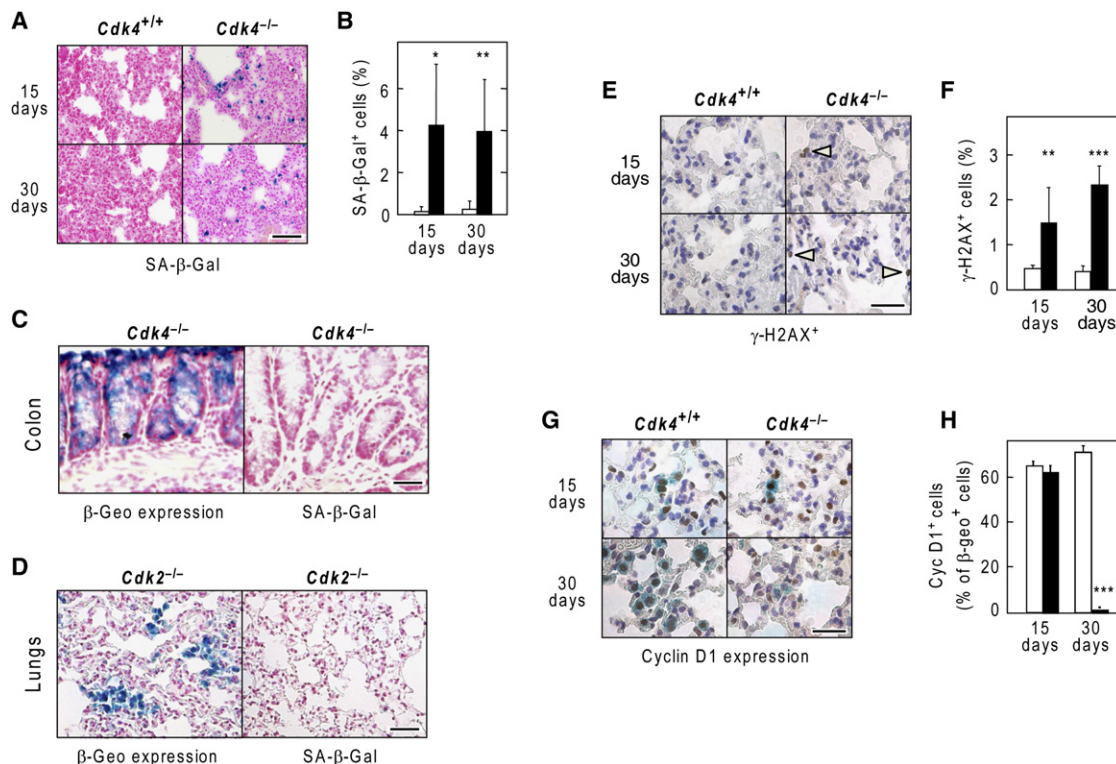 A
Cdk4+/+ Cdk4–/–
15 days
30 days
SA-β-Gal
B
SA-β-Gal+ cells (%)
6
4
2
0
* **
15 days 30 days
C
Cdk4–/–
Colon
β-Geo expression SA-β-Gal
D
Cdk2–/– Cdk2–/–
Lungs
β-Geo expression SA-β-Gal
E
Cdk4+/+ Cdk4–/–
15 days
30 days
γ-H2AX+
F
γ-H2AX+ cells (%)
3
2
1
0
** ***
15 days 30 days
G
Cdk4+/+ Cdk4–/–
15 days
30 days
Cyclin D1 expression
H
Cyc D1+ cells
(% of β-geo+ cells)
60
40
20
0
***
15 days 30 days